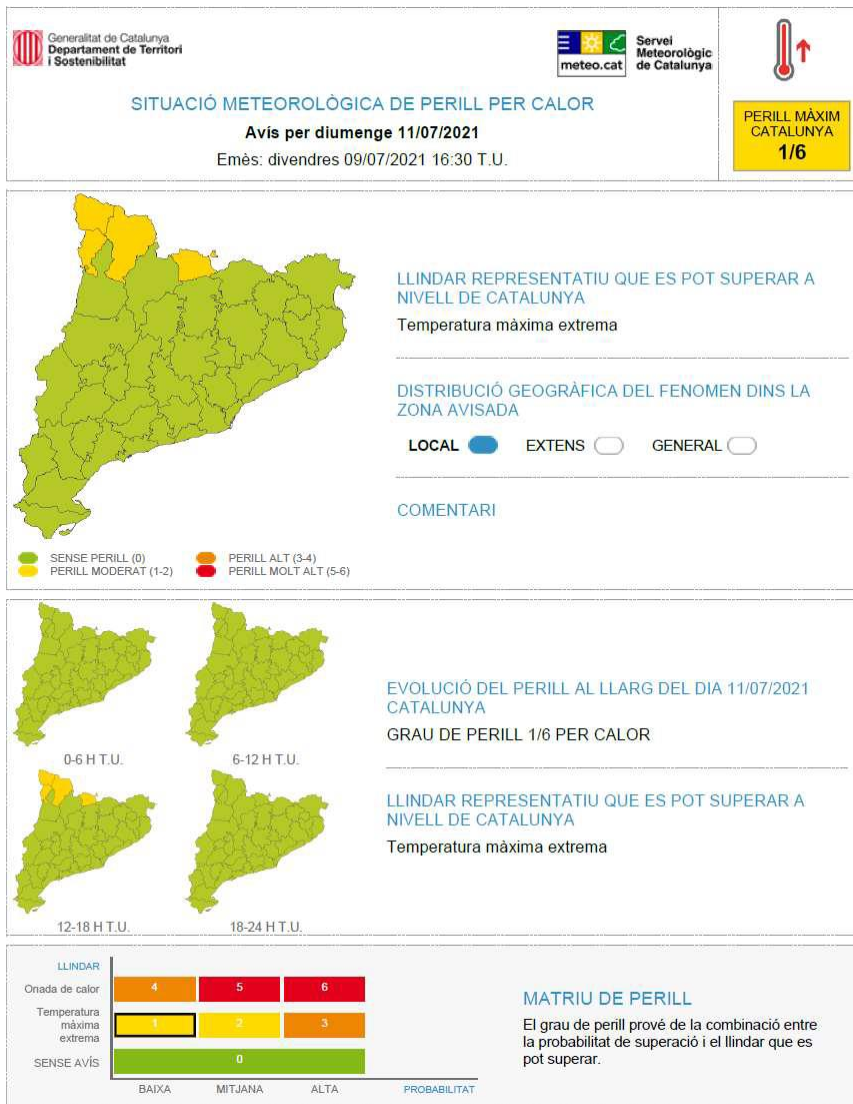 Generalitat de Catalunya
Departament de Territori
i Sostenibilitat
meteo.cat
Servei
Meteorològic
de Catalunya
SITUACIÓ METEOROLÒGICA DE PERILL PER CALOR
Avís per diumenge 11/07/2021
Emès: divendres 09/07/2021 16:30 T.U.
PERILL MÀXIM
CATALUNYA
1/6
LLINDAR REPRESENTATIU QUE ES POT SUPERAR A
NIVELL DE CATALUNYA
Temperatura màxima extrema
DISTRIBUCIÓ GEOGRÀFICA DEL FENOMEN DINS LA
ZONA AVISADA
LOCAL EXTENS GENERAL
COMENTARI
SENSE PERILL (0) PERILL ALT (3-4)
PERILL MODERAT (1-2) PERILL MOLT ALT (5-6)
0-6 H T.U. 6-12 H T.U.
12-18 H T.U. 18-24 H T.U.
EVOLUCIÓ DEL PERILL AL LLARG DEL DIA 11/07/2021
CATALUNYA
GRAU DE PERILL 1/6 PER CALOR
LLINDAR REPRESENTATIU QUE ES POT SUPERAR A
NIVELL DE CATALUNYA
Temperatura màxima extrema
LLINDAR
Onada de calor 4 5 6
Temperatura
màxima
extrema
1 2 3
SENSE AVÍS 0
BAIXA MITJANA ALTA PROBABILITAT
MATRIU DE PERILL
El grau de perill prové de la combinació entre
la probabilitat de superació i el llindar que es
pot superar.